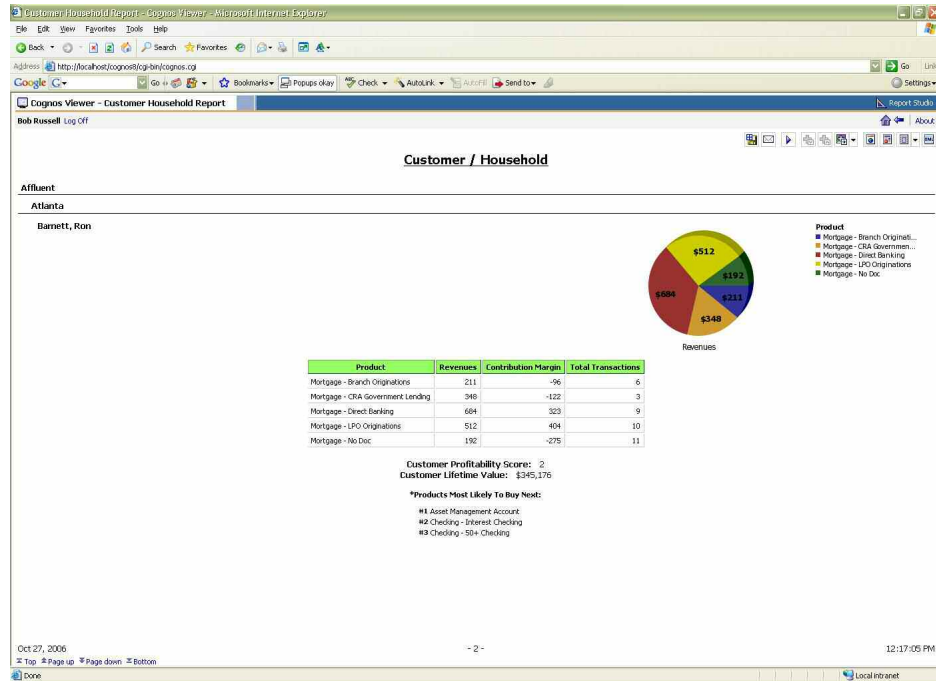 Customer Household Report - Cognos Viewer - Microsoft Internet Explorer
File Edit View Favorites Tools Help
Back Search Favorites
Address http://localhost/cognos8/cgi-bin/cognos.cgi Go Links
Google G Go Bookmarks Popups okay Check AutoLink AutoFill Send to Settings
Cognos Viewer - Customer Household Report Report Studio
Bob Russell Log Off About
Customer / Household
Affluent
Atlanta
Barnett, Ron
$512
$192
$684
$211
$348
Revenues
Product
Mortgage - Branch Originati...
Mortgage - CRA Governmen...
Mortgage - Direct Banking
Mortgage - LPO Originations
Mortgage - No Doc
Product Revenues Contribution Margin Total Transactions
Mortgage - Branch Originations 211 -96 6
Mortgage - CRA Government Lending 348 -122 3
Mortgage - Direct Banking 684 323 9
Mortgage - LPO Originations 512 404 10
Mortgage - No Doc 192 -275 11
Customer Profitability Score: 2
Customer Lifetime Value: $345,176
*Products Most Likely To Buy Next:
#1 Asset Management Account
#2 Checking - Interest Checking
#3 Checking - 50+ Checking
Oct 27, 2006 - 2 - 12:17:05 PM
Top Page up Page down Bottom
Done Local intranet